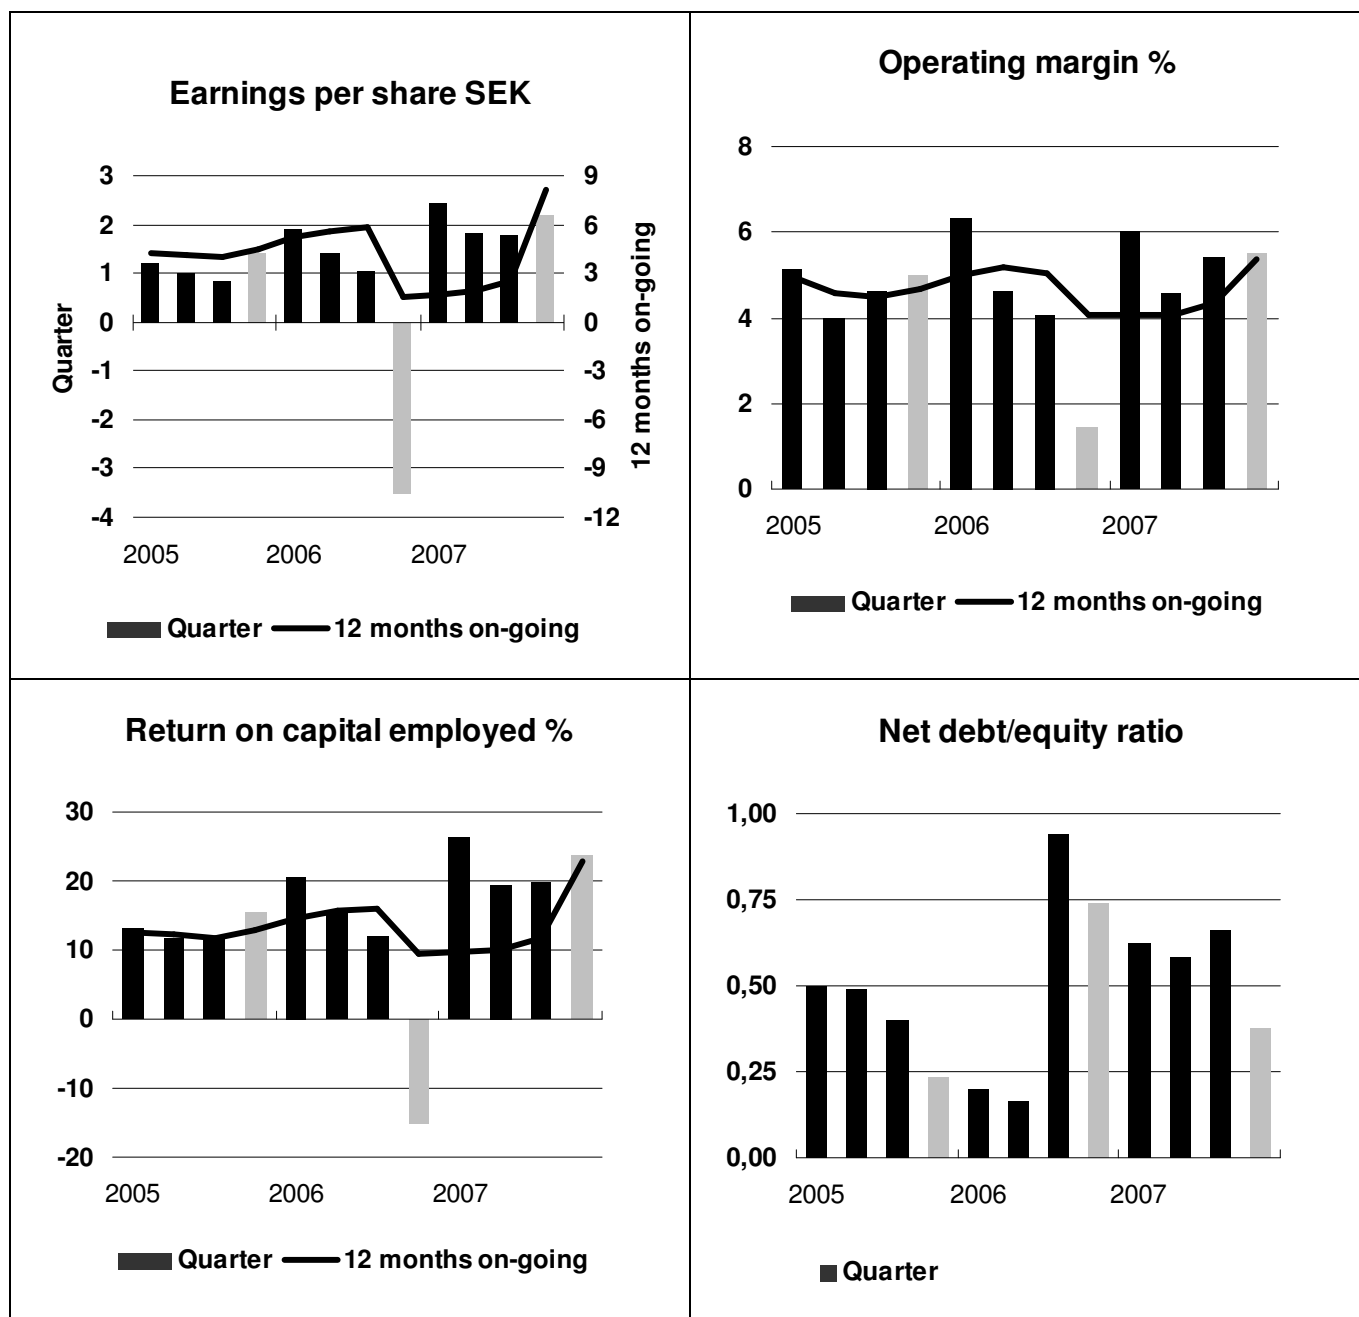 Earnings per share SEK
3
2
1
0
-1
-2
-3
-4
9
6
3
0
-3
-6
-9
-12
Quarter
12 months on-going
2005 2006 2007
Quarter 12 months on-going
Operating margin %
8
6
4
2
0
2005 2006 2007
Quarter 12 months on-going
Return on capital employed %
30
20
10
0
-10
-20
2005 2006 2007
Quarter 12 months on-going
Net debt/equity ratio
1,00
0,75
0,50
0,25
0,00
2005 2006 2007
Quarter